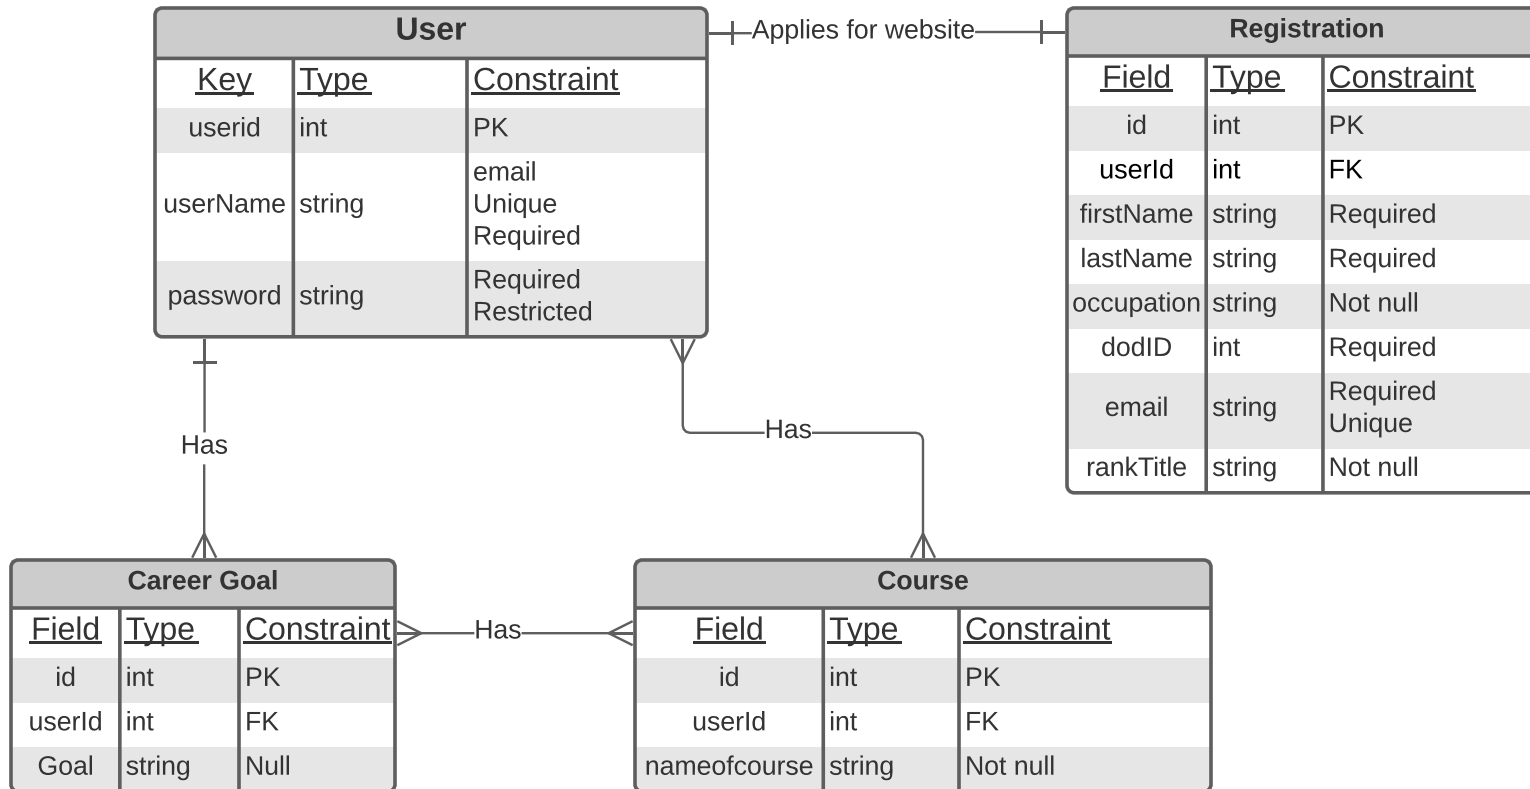 User
Key Type Constraint
userid int PK
userName string email
Unique
Required
password string Required
Restricted
Applies for website
Registration
Field Type Constraint
id int PK
userId int FK
firstName string Required
lastName string Required
occupation string Not null
dodID int Required
email string Required
Unique
rankTitle string Not null
Has
Has
Career Goal
Field Type Constraint
id int PK
userId int FK
Goal string Null
Has
Course
Field Type Constraint
id int PK
userId int FK
nameofcourse string Not null